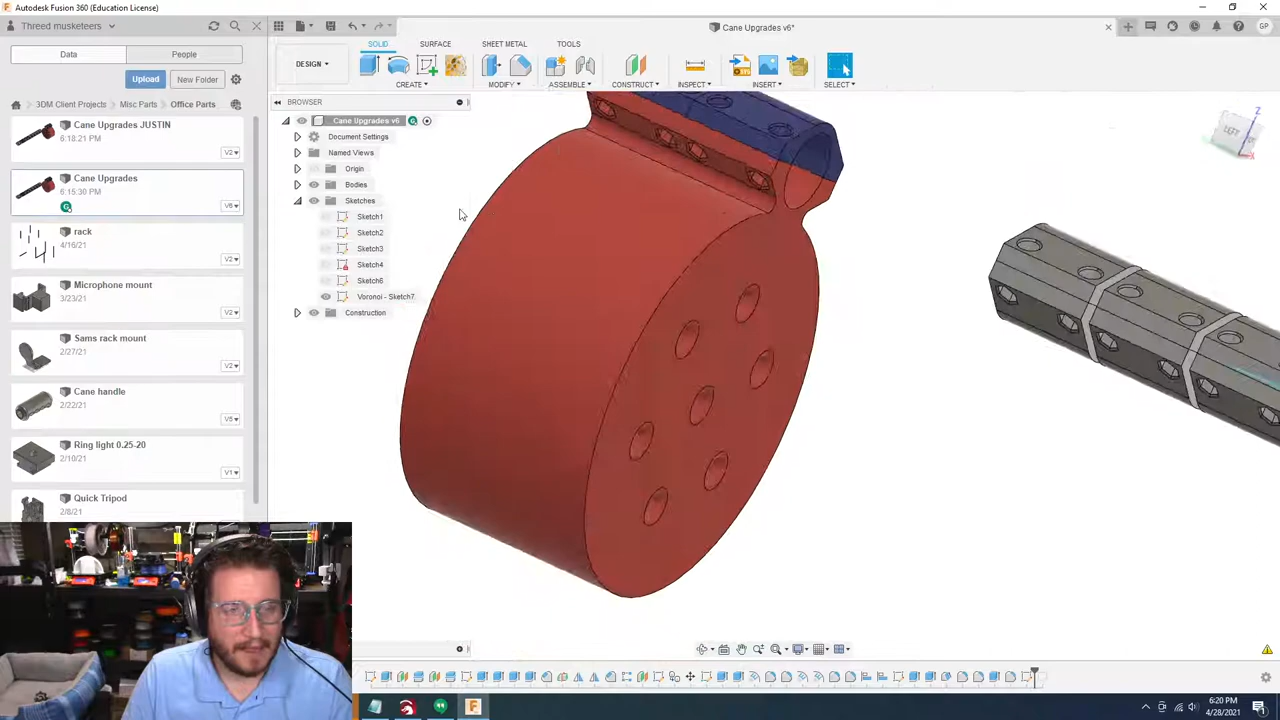 Autodesk Fusion 360 (Education License)
Threed musketeers
Cane Upgrades v6*
GP
Data
People
Upload
New Folder
3DM Client Projects
Misc Parts
Office Parts
Cane Upgrades JUSTIN
6:18:21 PM
V2
Cane Upgrades
6:15:30 PM
G
V6
rack
4/16/21
V2
Microphone mount
3/23/21
V2
Sams rack mount
2/27/21
V2
Cane handle
2/22/21
V5
Ring light 0.25-20
2/10/21
V1
Quick Tripod
2/8/21
DESIGN
SOLID
SURFACE
SHEET METAL
TOOLS
CREATE
MODIFY
ASSEMBLE
CONSTRUCT
INSPECT
INSERT
SELECT
BROWSER
Cane Upgrades v6
Document Settings
Named Views
Origin
Bodies
Sketches
Sketch1
Sketch2
Sketch3
Sketch4
Sketch6
Voronoi - Sketch7
Construction
Z
LEFT
X
6:20 PM
4/28/2021